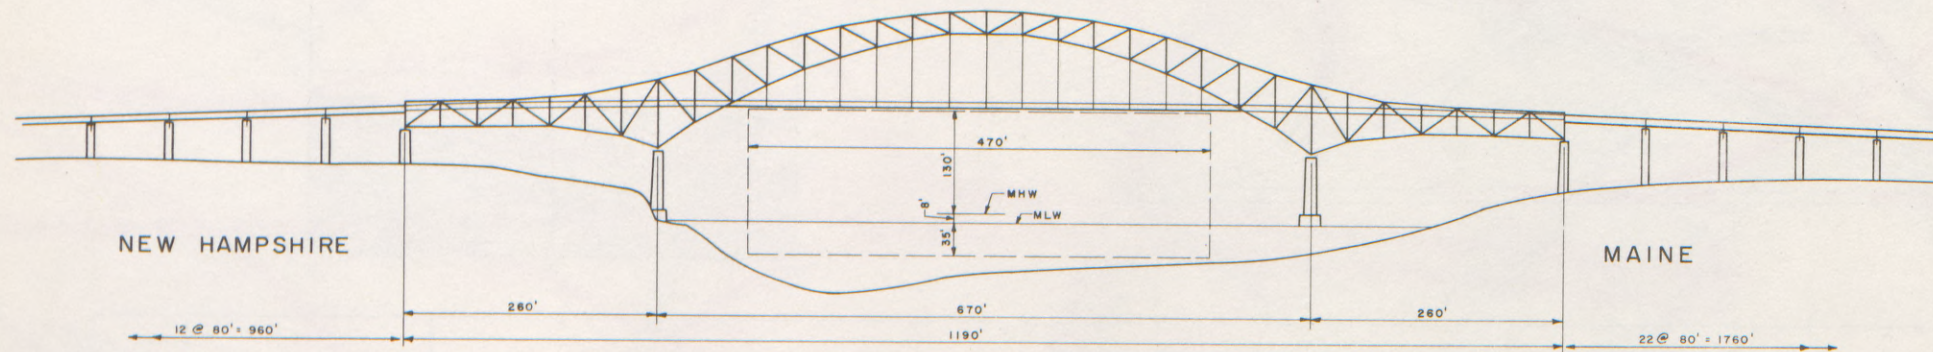 470'
130'
MHW
8'
MLW
35'
NEW HAMPSHIRE
MAINE
260'
670'
260'
12 @ 80' = 960'
1190'
22 @ 80' = 1760'